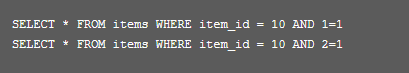 SELECT * FROM items WHERE item_id = 10 AND 1=1
SELECT * FROM items WHERE item_id = 10 AND 2=1